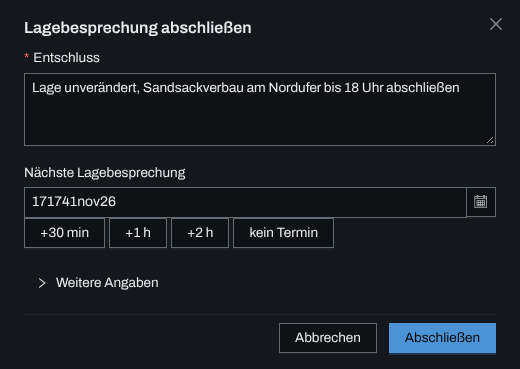 Lagebesprechung abschließen
* Entschluss
Lage unverändert, Sandsackverbau am Nordufer bis 18 Uhr abschließen
Nächste Lagebesprechung
171741nov26
+30 min +1 h +2 h kein Termin
Weitere Angaben
Abbrechen Abschließen